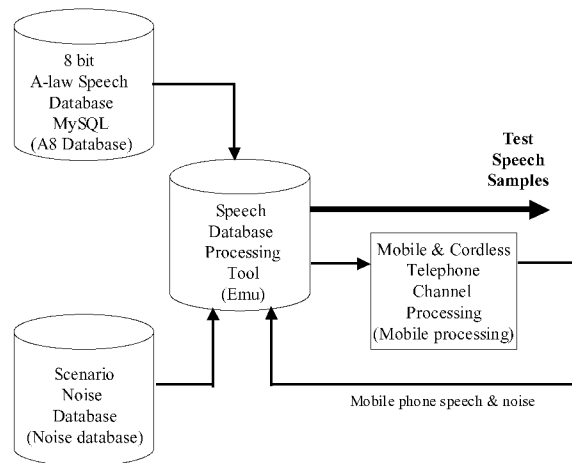 8 bit
A-law Speech
Database
MySQL
(A8 Database)
Test
Speech
Samples
Speech
Database
Processing
Tool
(Emu)
Mobile & Cordless
Telephone
Channel
Processing
(Mobile processing)
Scenario
Noise
Database
(Noise database)
Mobile phone speech & noise